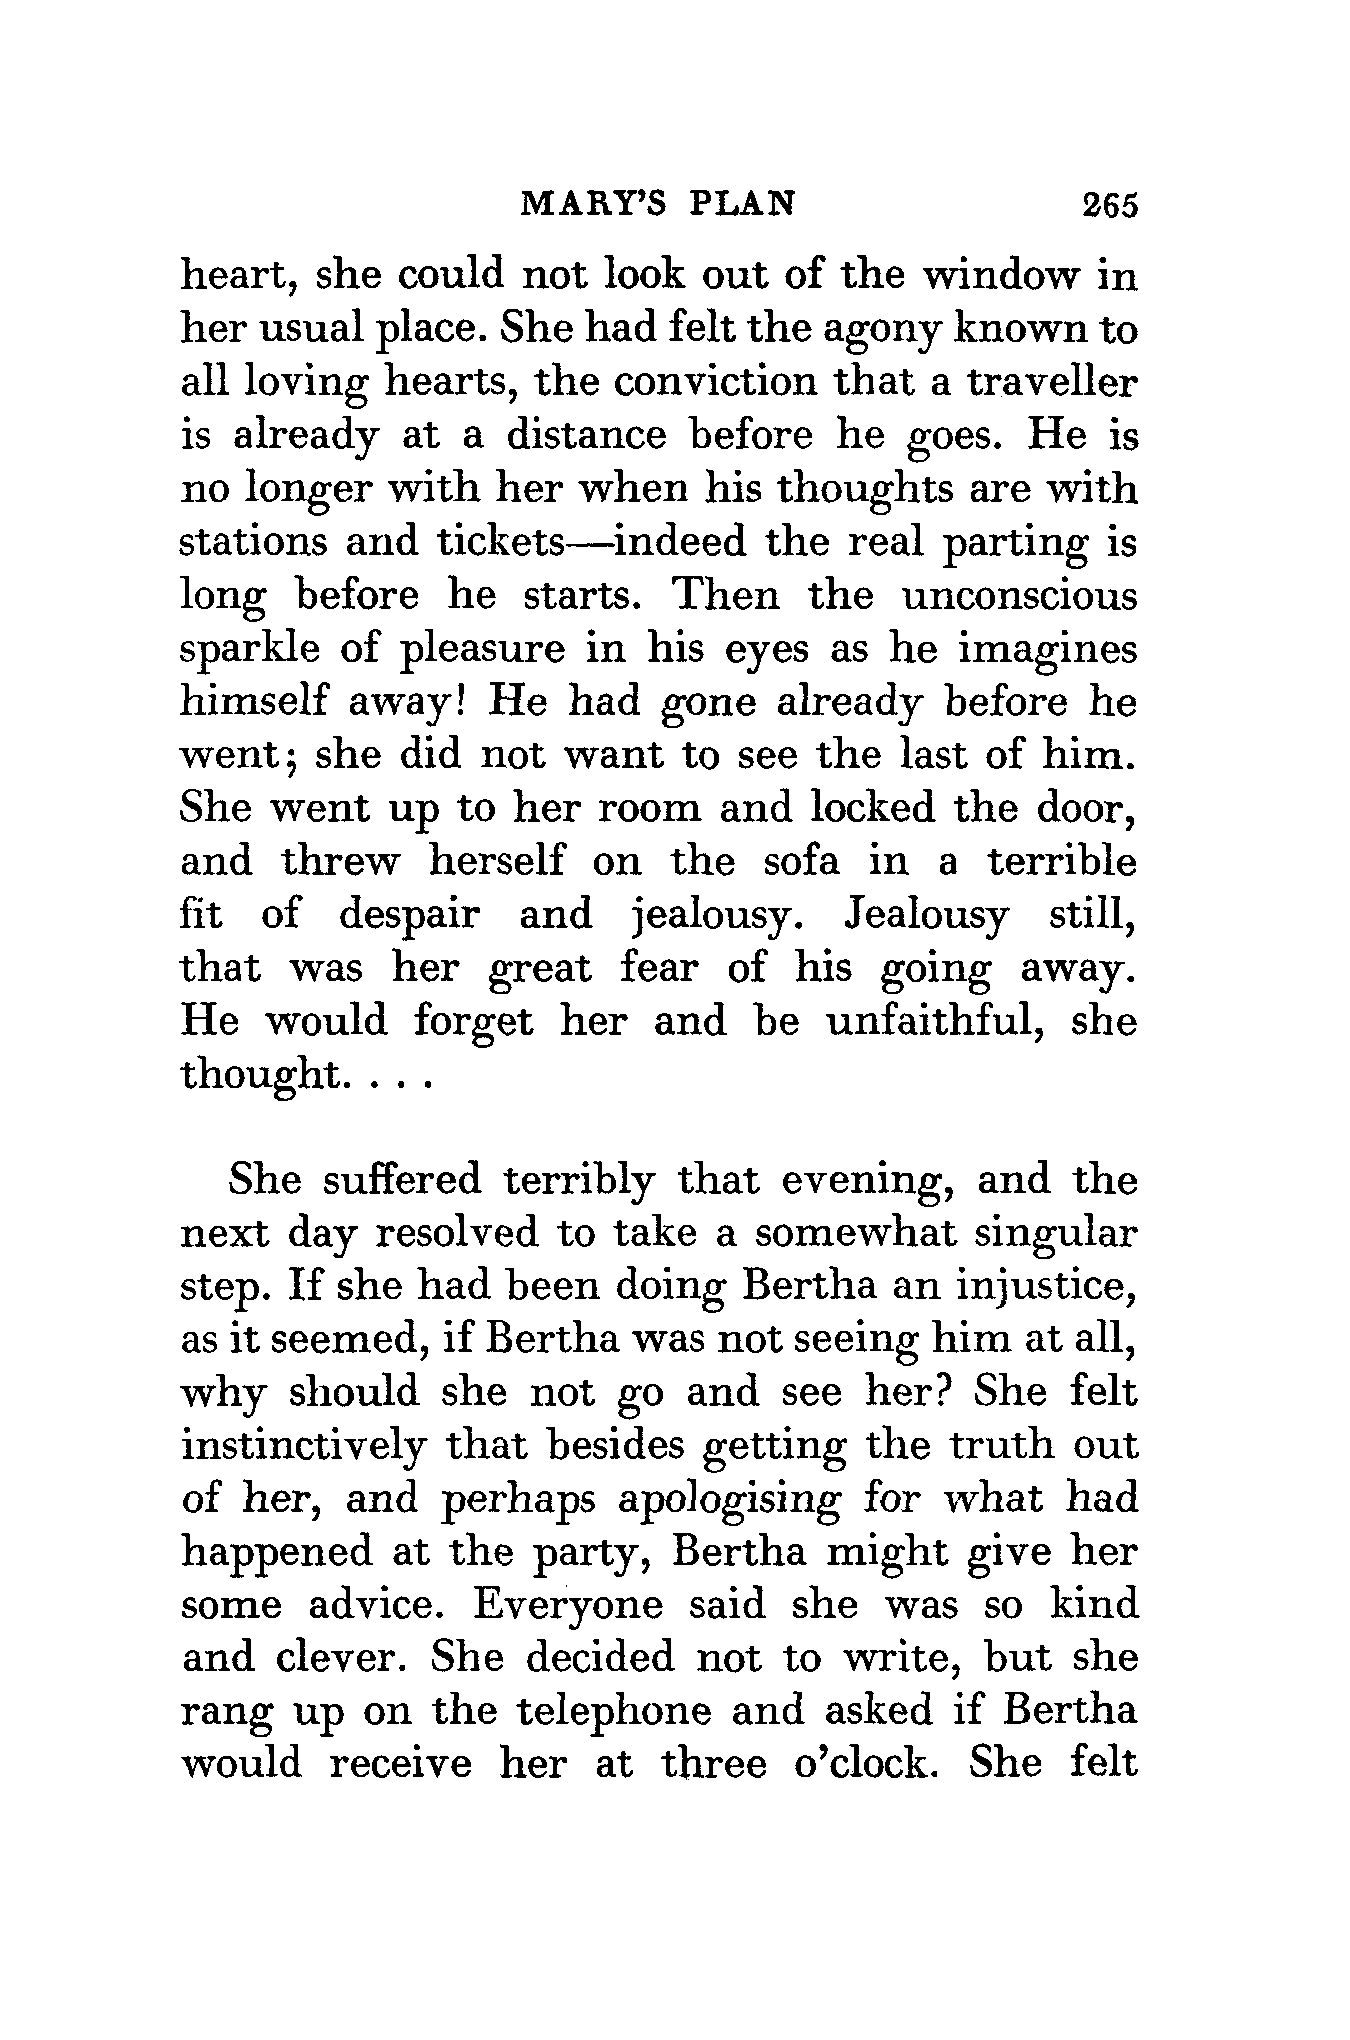 MARY'S PLAN 265
heart, she could not look out of the window in
her usual place. She had felt the agony known to
all loving hearts, the conviction that a traveller
is already at a distance before he goes. He is
no longer with her when his thoughts are with
stations and tickets—indeed the real parting is
long before he starts. Then the unconscious
sparkle of pleasure in his eyes as he imagines
himself away! He had gone already before he
went; she did not want to see the last of him.
She went up to her room and locked the door,
and threw herself on the sofa in a terrible
fit of despair and jealousy. Jealousy still,
that was her great fear of his going away.
He would forget her and be unfaithful, she
thought. . . .
She suffered terribly that evening, and the
next day resolved to take a somewhat singular
step. If she had been doing Bertha an injustice,
as it seemed, if Bertha was not seeing him at all,
why should she not go and see her? She felt
instinctively that besides getting the truth out
of her, and perhaps apologising for what had
happened at the party, Bertha might give her
some advice. Everyone said she was so kind
and clever. She decided not to write, but she
rang up on the telephone and asked if Bertha
would receive her at three o'clock. She felt